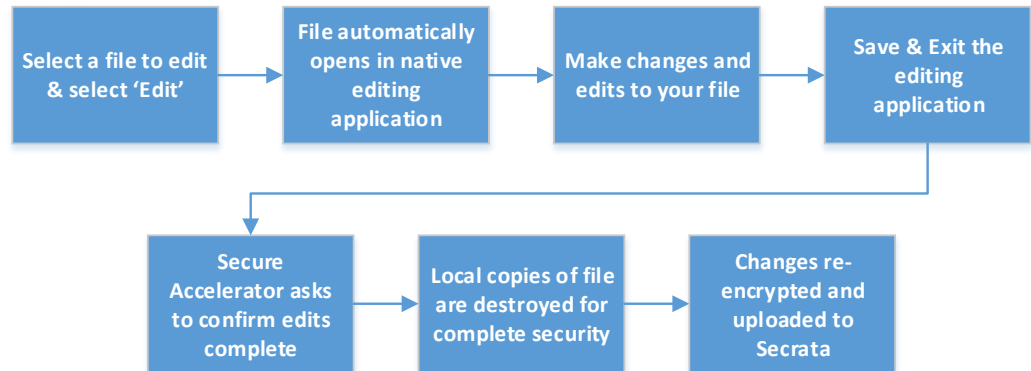 Select a file to edit
& select ‘Edit’
File automatically
opens in native
editing
application
Make changes and
edits to your file
Save & Exit the
editing
application
Secure
Accelerator asks
to confirm edits
complete
Local copies of file
are destroyed for
complete security
Changes re-
encrypted and
uploaded to
Secrata